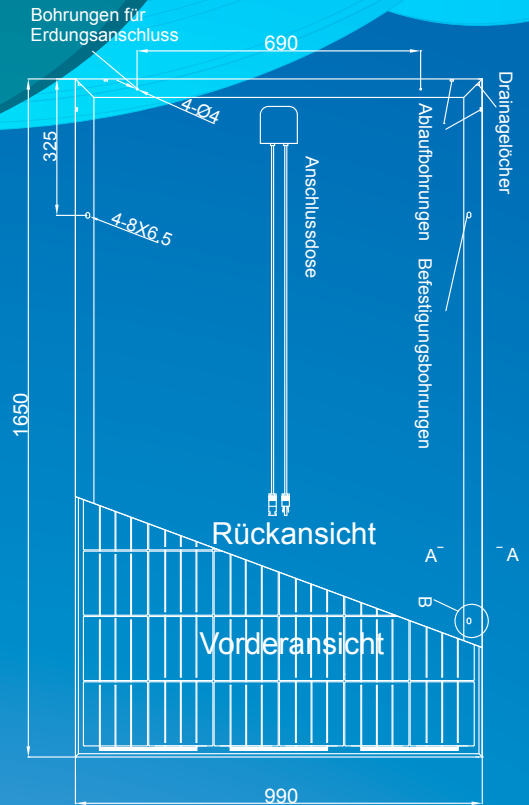 Bohrungen für
Erdungsanschluss
690
4-Ø4
325
4-8X6.5
Anschlussdose
Ablaufbohrungen
Drainagelöcher
Befestigungsbohrungen
1650
Rückansicht
A
A
B
Vorderansicht
990